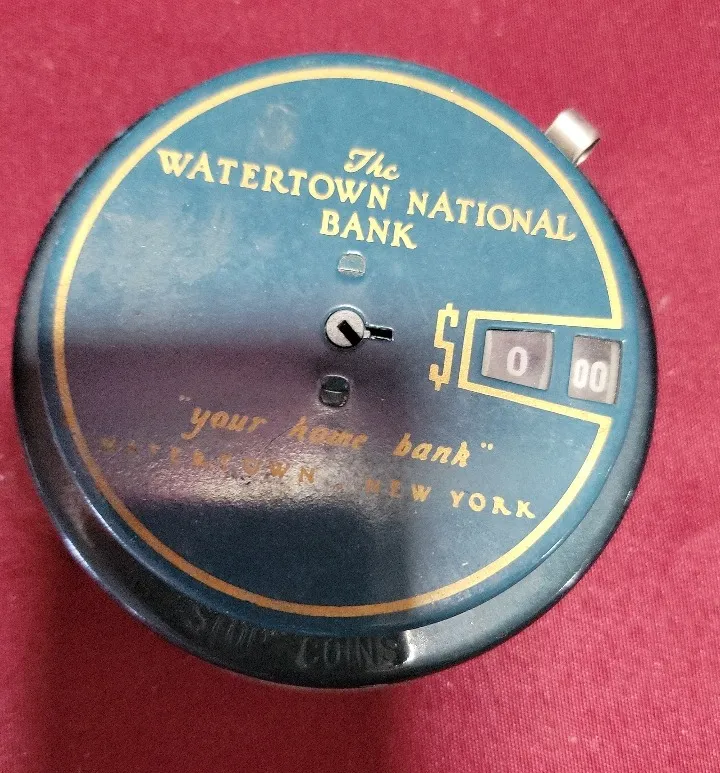 The
WATERTOWN NATIONAL
BANK
$ 0 00
"your home bank"
WATERTOWN - NEW YORK
COINS